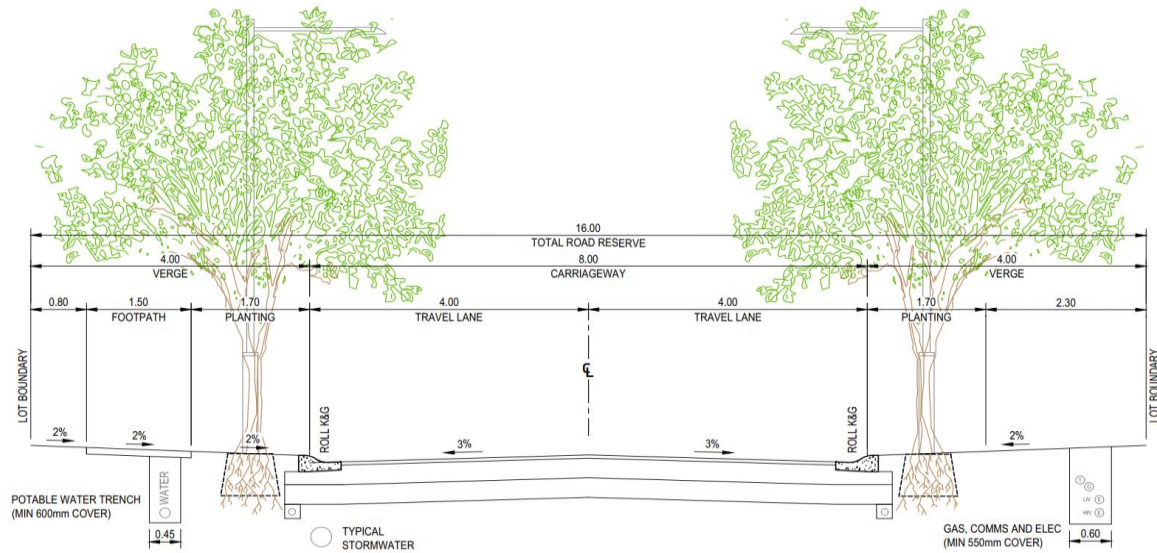 16.00
TOTAL ROAD RESERVE
4.00
VERGE
8.00
CARRIAGEWAY
4.00
VERGE
0.80
1.50
FOOTPATH
1.70
PLANTING
4.00
TRAVEL LANE
4.00
TRAVEL LANE
1.70
PLANTING
2.30
LOT BOUNDARY
ROLL K&G
℄
ROLL K&G
LOT BOUNDARY
2%
2%
2%
3%
3%
2%
WATER
POTABLE WATER TRENCH
(MIN 600mm COVER)
0.45
TYPICAL
STORMWATER
T
G
LIV E
HIV E
GAS, COMMS AND ELEC
(MIN 550mm COVER)
0.60